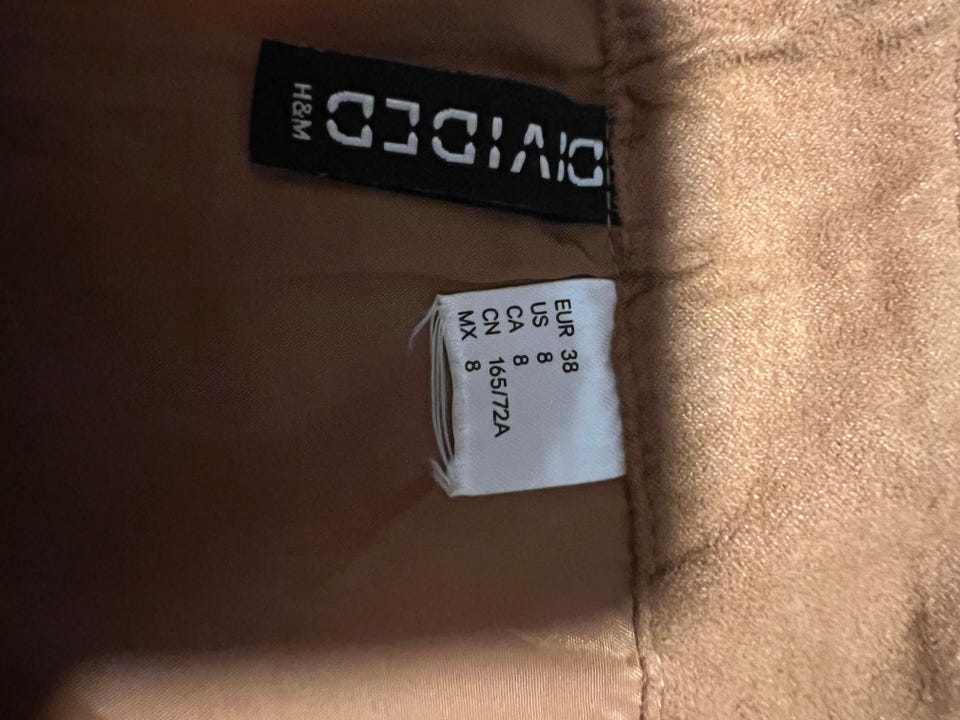 DIVIDED
H&M
EUR 38
US 8
CA 8
CN 165/72A
MX 8